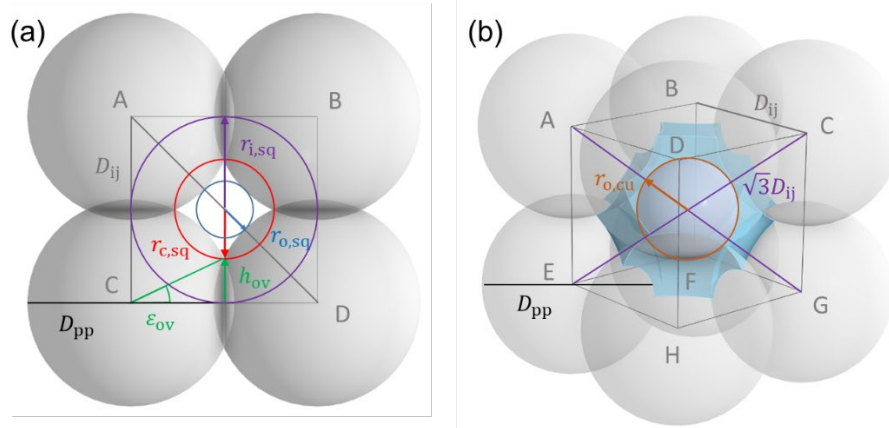 (a)
(b)
A
B
D_ij
r_i,sq
r_c,sq
r_o,sq
h_ov
C
D
D_pp
ε_ov
B
D_ij
A
C
D
r_o,cu
√3D_ij
E
F
G
D_pp
H